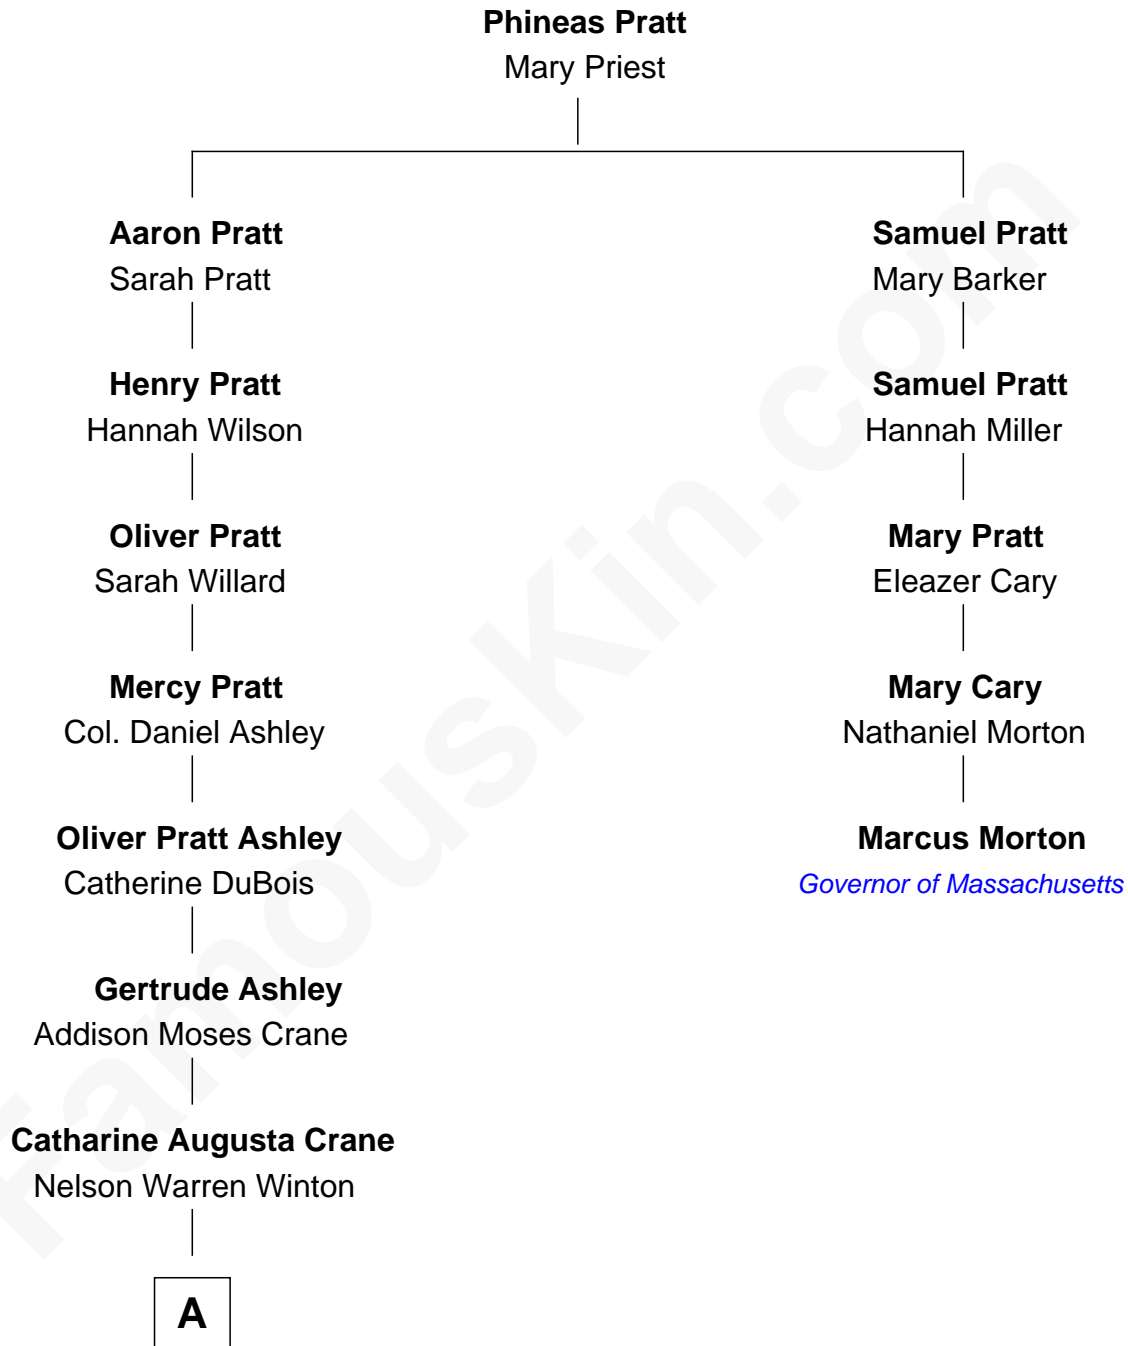 Phineas Pratt
Mary Priest
Aaron Pratt
Sarah Pratt
Samuel Pratt
Mary Barker
Henry Pratt
Hannah Wilson
Samuel Pratt
Hannah Miller
Oliver Pratt
Sarah Willard
Mary Pratt
Eleazer Cary
Mercy Pratt
Col. Daniel Ashley
Mary Cary
Nathaniel Morton
Oliver Pratt Ashley
Catherine DuBois
Marcus Morton
Governor of Massachusetts
Gertrude Ashley
Addison Moses Crane
Catharine Augusta Crane
Nelson Warren Winton
A
FamousKin.com